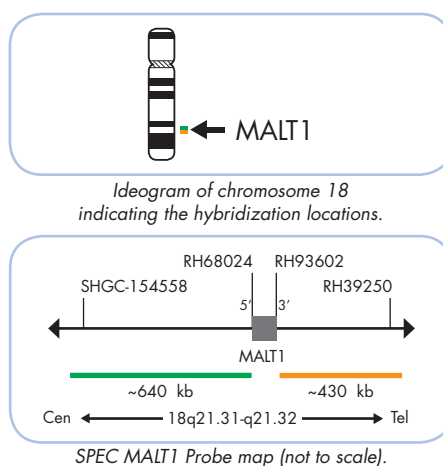 MALT1
Ideogram of chromosome 18
indicating the hybridization locations.
RH68024 RH93602
SHGC-154558 RH39250
5’ 3’
MALT1
~640 kb ~430 kb
Cen 18q21.31-q21.32 Tel
SPEC MALT1 Probe map (not to scale).